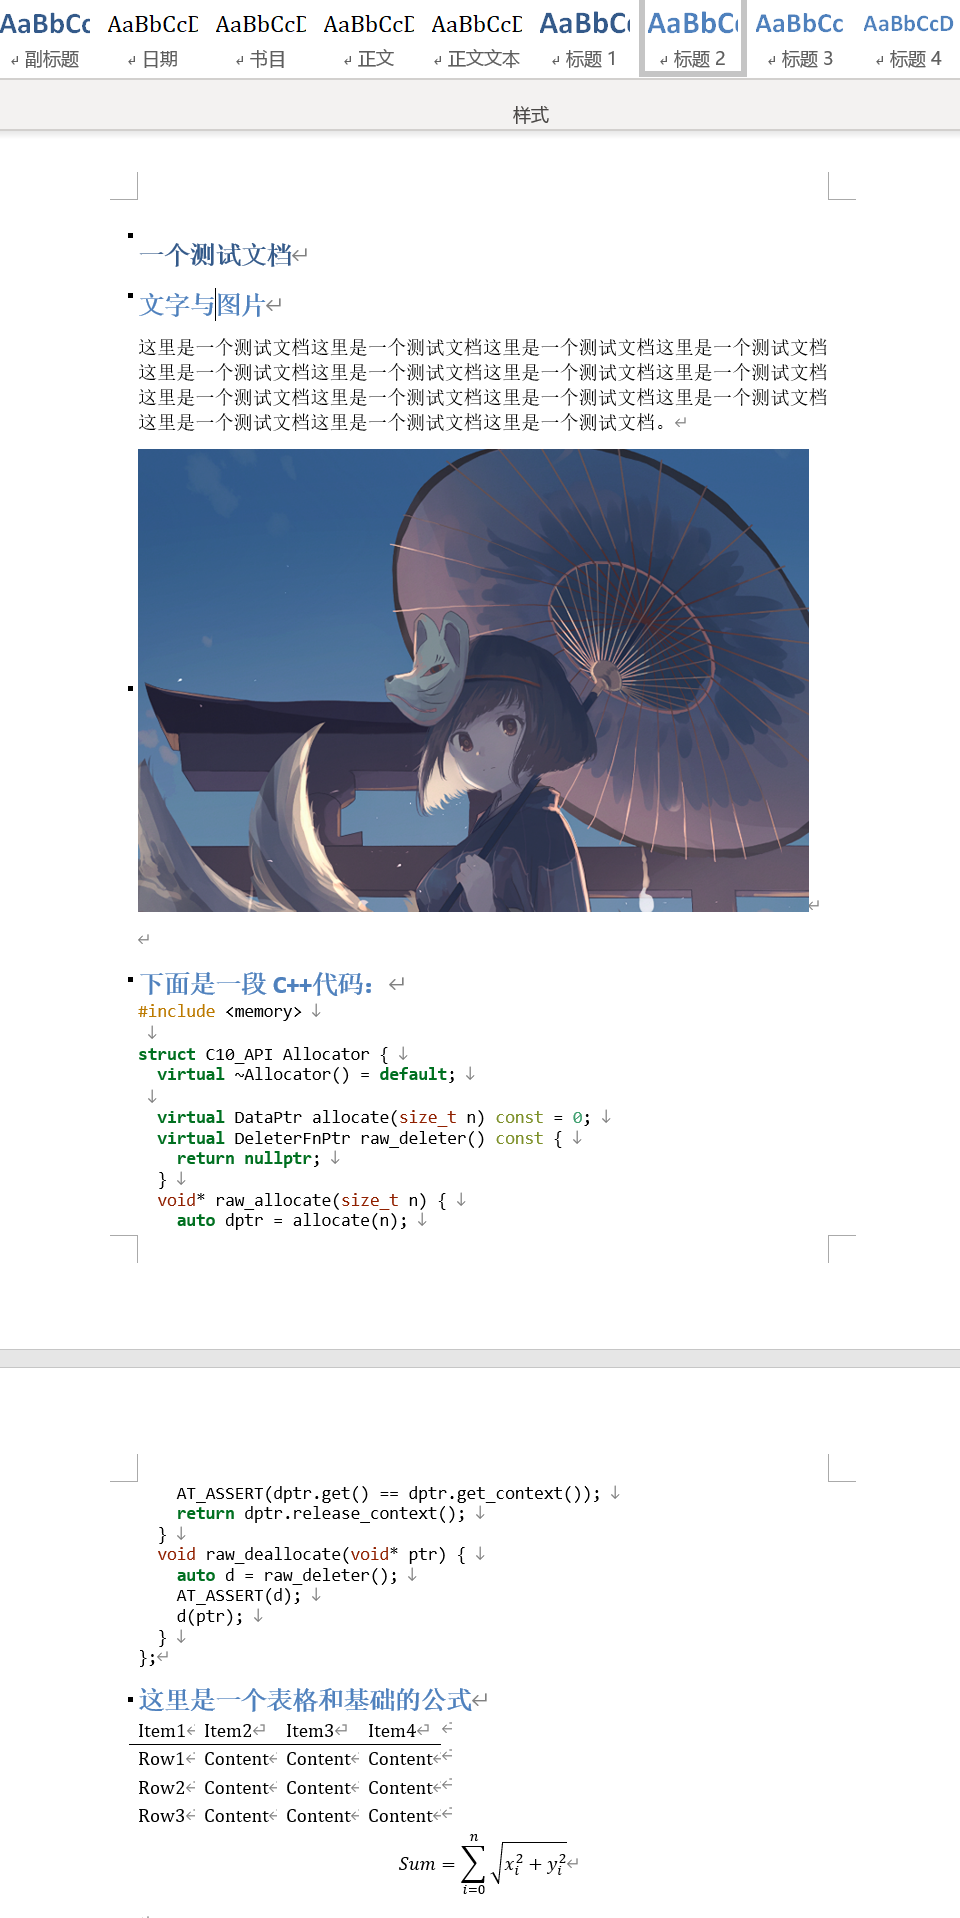 AaBbCc AaBbCcD AaBbCcD AaBbCcD AaBbCcD AaBbCc AaBbCc AaBbCc AaBbCcD
副标题 日期 书目 正文 正文文本 标题 1 标题 2 标题 3 标题 4
样式
一个测试文档
文字与图片
这里是一个测试文档这里是一个测试文档这里是一个测试文档这里是一个测试文档
这里是一个测试文档这里是一个测试文档这里是一个测试文档这里是一个测试文档
这里是一个测试文档这里是一个测试文档这里是一个测试文档这里是一个测试文档
这里是一个测试文档这里是一个测试文档这里是一个测试文档。
下面是一段 C++代码：
#include <memory>
struct C10_API Allocator {
  virtual ~Allocator() = default;
  virtual DataPtr allocate(size_t n) const = 0;
  virtual DeleterFnPtr raw_deleter() const {
    return nullptr;
  }
  void* raw_allocate(size_t n) {
    auto dptr = allocate(n);
    AT_ASSERT(dptr.get() == dptr.get_context());
    return dptr.release_context();
  }
  void raw_deallocate(void* ptr) {
    auto d = raw_deleter();
    AT_ASSERT(d);
    d(ptr);
  }
};
这里是一个表格和基础的公式
Item1 Item2 Item3 Item4
Row1 Content Content Content
Row2 Content Content Content
Row3 Content Content Content
Sum = ∑_{i=0}^{n} √(x_i^2 + y_i^2)